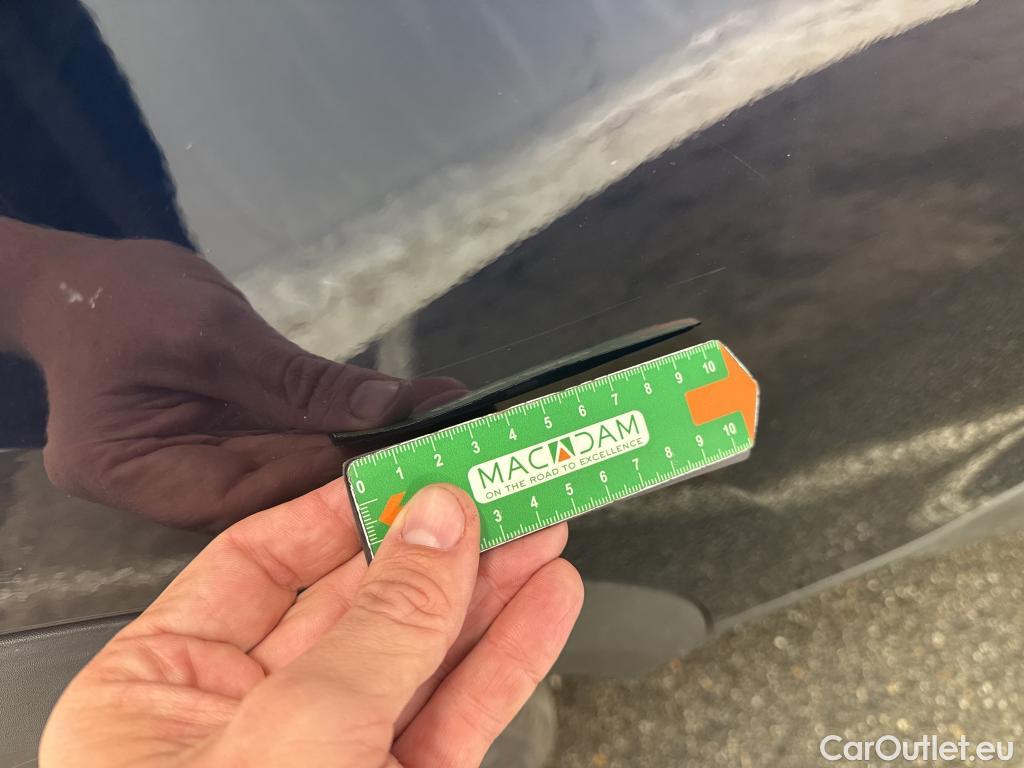 0 1 2 3 4 5 6 7 8 9 10
MACADAM
ON THE ROAD TO EXCELLENCE
3 4 5 6 7 8 9 10
CarOutlet.eu